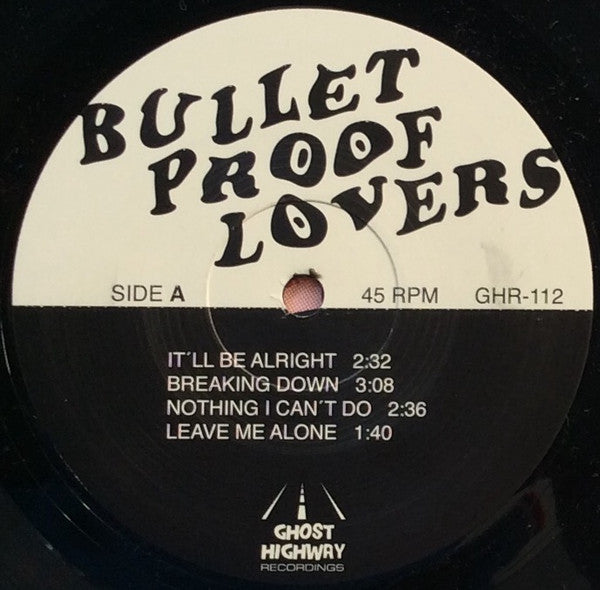 BULLET
PROOF
LOVERS
SIDE A 45 RPM GHR-112
IT´LL BE ALRIGHT 2:32
BREAKING DOWN 3:08
NOTHING I CAN´T DO 2:36
LEAVE ME ALONE 1:40
GHOST
HIGHWAY
RECORDINGS